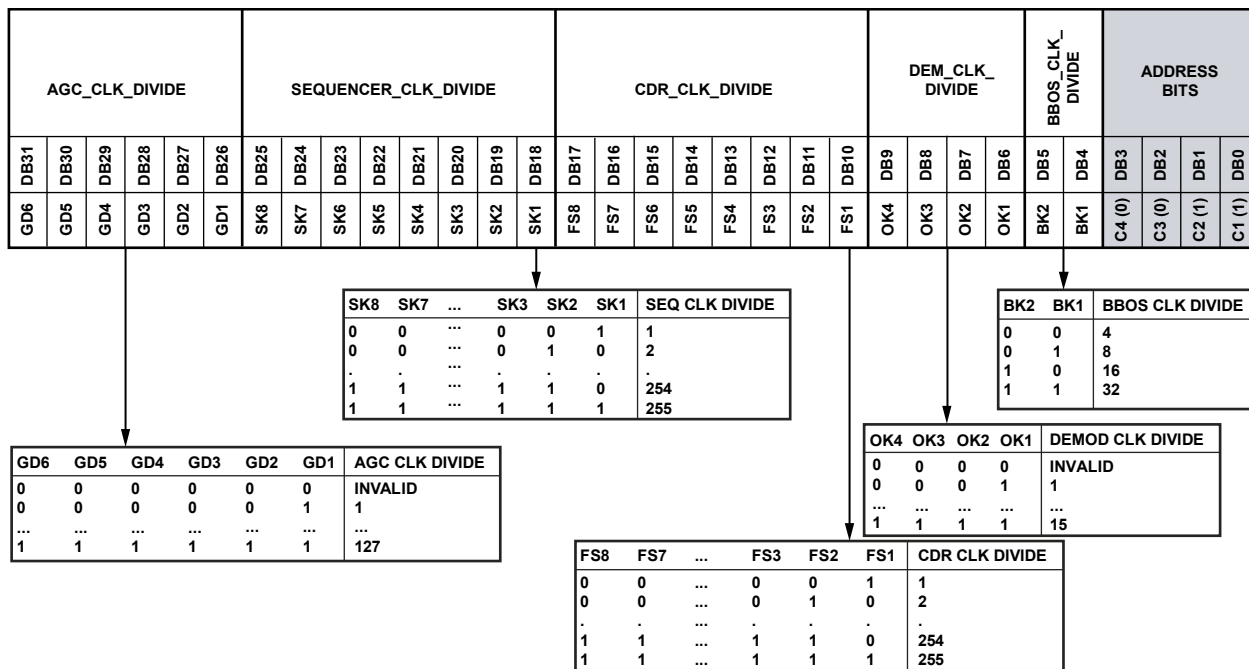 AGC_CLK_DIVIDE
SEQUENCER_CLK_DIVIDE
CDR_CLK_DIVIDE
DEM_CLK_
DIVIDE
BBOS_CLK_
DIVIDE
ADDRESS
BITS
DB31 DB30 DB29 DB28 DB27 DB26 DB25 DB24 DB23 DB22 DB21 DB20 DB19 DB18 DB17 DB16 DB15 DB14 DB13 DB12 DB11 DB10 DB9 DB8 DB7 DB6 DB5 DB4 DB3 DB2 DB1 DB0
GD6 GD5 GD4 GD3 GD2 GD1 SK8 SK7 SK6 SK5 SK4 SK3 SK2 SK1 FS8 FS7 FS6 FS5 FS4 FS3 FS2 FS1 OK4 OK3 OK2 OK1 BK2 BK1 C4 (0) C3 (0) C2 (1) C1 (1)
SK8 SK7 ... SK3 SK2 SK1 SEQ CLK DIVIDE
0 0 ... 0 0 1 1
0 0 ... 0 1 0 2
. . ... . . . .
1 1 ... 1 1 0 254
1 1 ... 1 1 1 255
BK2 BK1 BBOS CLK DIVIDE
0 0 4
0 1 8
1 0 16
1 1 32
GD6 GD5 GD4 GD3 GD2 GD1 AGC CLK DIVIDE
0 0 0 0 0 0 INVALID
0 0 0 0 0 1 1
... ... ... ... ... ... ...
1 1 1 1 1 1 127
OK4 OK3 OK2 OK1 DEMOD CLK DIVIDE
0 0 0 0 INVALID
0 0 0 1 1
... ... ... ... ...
1 1 1 1 15
FS8 FS7 ... FS3 FS2 FS1 CDR CLK DIVIDE
0 0 ... 0 0 1 1
0 0 ... 0 1 0 2
. . ... . . . .
1 1 ... 1 1 0 254
1 1 ... 1 1 1 255